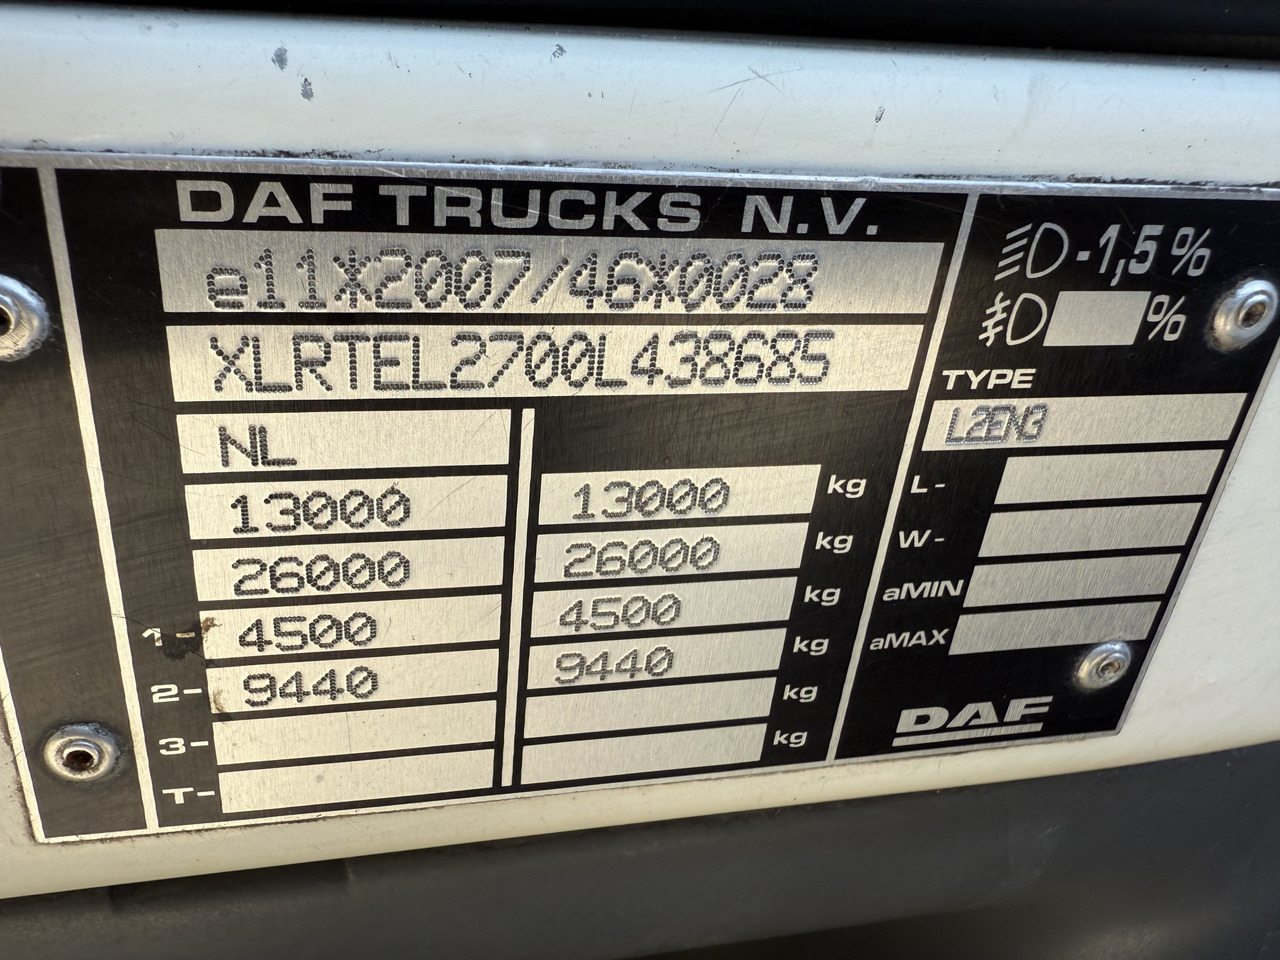 DAF TRUCKS N.V.
e11*2007/46*0028
XLRTEL2700L438685
NL
13000 13000 kg
26000 26000 kg
1- 4500 4500 kg
2- 9440 9440 kg
3- kg
T- kg
-1,5%
%
TYPE
L2EN3
L-
W-
aMIN
aMAX
DAF